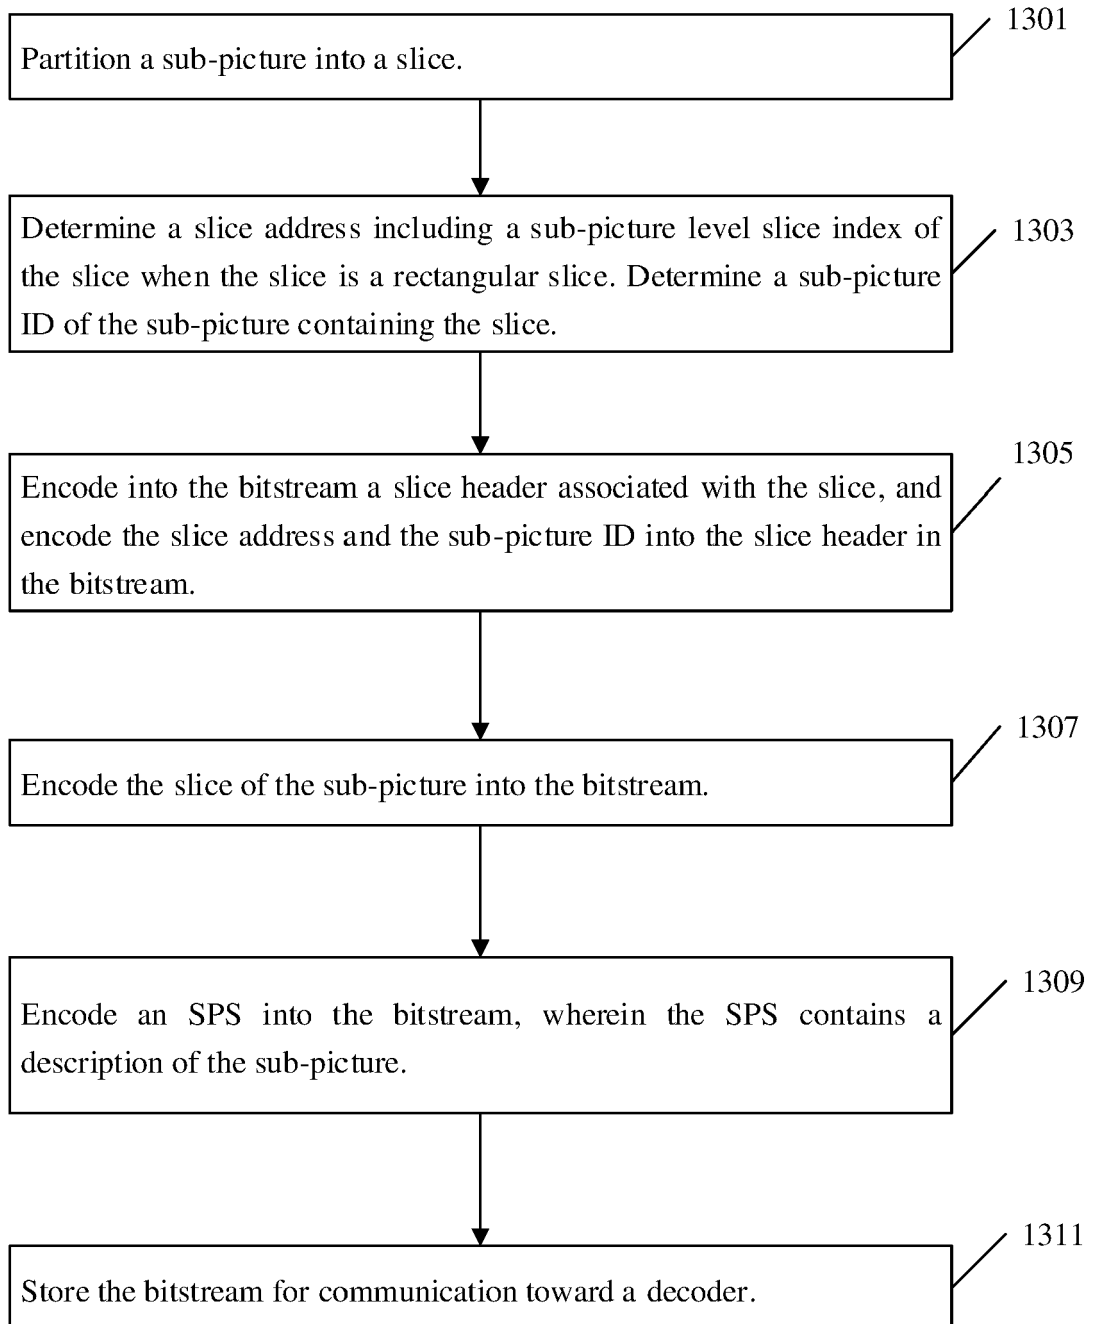 1301
Partition a sub-picture into a slice.
1303
Determine a slice address including a sub-picture level slice index of
the slice when the slice is a rectangular slice. Determine a sub-picture
ID of the sub-picture containing the slice.
1305
Encode into the bitstream a slice header associated with the slice, and
encode the slice address and the sub-picture ID into the slice header in
the bitstream.
1307
Encode the slice of the sub-picture into the bitstream.
1309
Encode an SPS into the bitstream, wherein the SPS contains a
description of the sub-picture.
1311
Store the bitstream for communication toward a decoder.